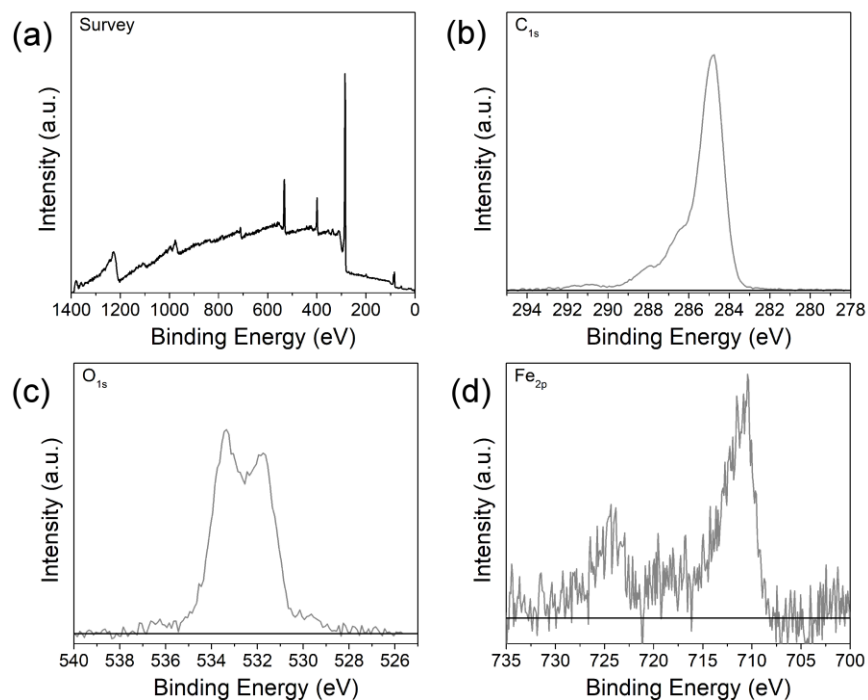 (a)
Survey
Intensity (a.u.)
1400 1200 1000 800 600 400 200 0
Binding Energy (eV)
(b)
C1s
Intensity (a.u.)
294 292 290 288 286 284 282 280 278
Binding Energy (eV)
(c)
O1s
Intensity (a.u.)
540 538 536 534 532 530 528 526
Binding Energy (eV)
(d)
Fe2p
Intensity (a.u.)
735 730 725 720 715 710 705 700
Binding Energy (eV)